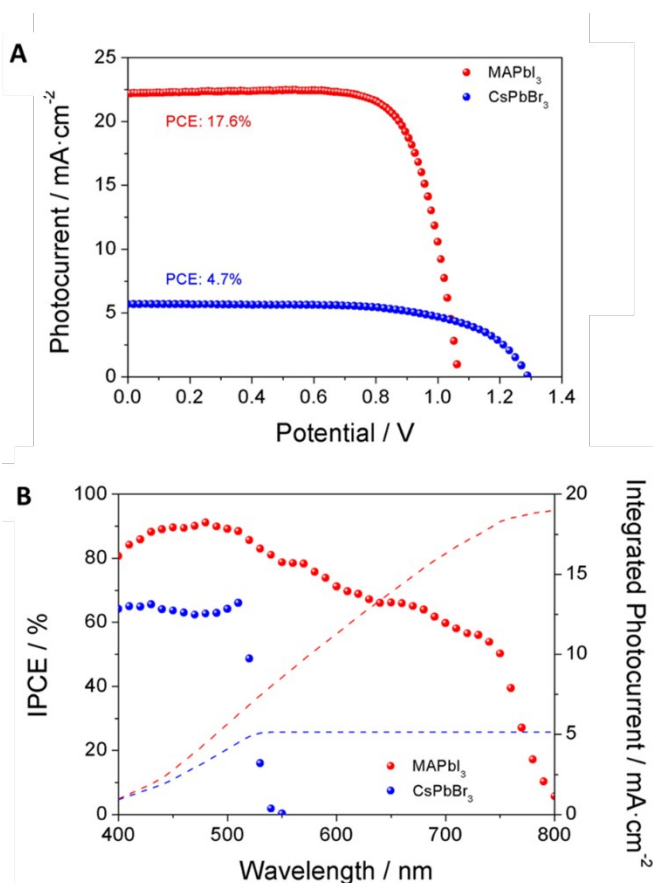 A
25
20
15
10
5
0
Photocurrent / mA·cm⁻²
MAPbI₃
CsPbBr₃
PCE: 17.6%
PCE: 4.7%
0.0 0.2 0.4 0.6 0.8 1.0 1.2 1.4
Potential / V
B
100
80
60
40
20
0
IPCE / %
MAPbI₃
CsPbBr₃
20
15
10
5
0
Integrated Photocurrent / mA·cm⁻²
400 500 600 700 800
Wavelength / nm